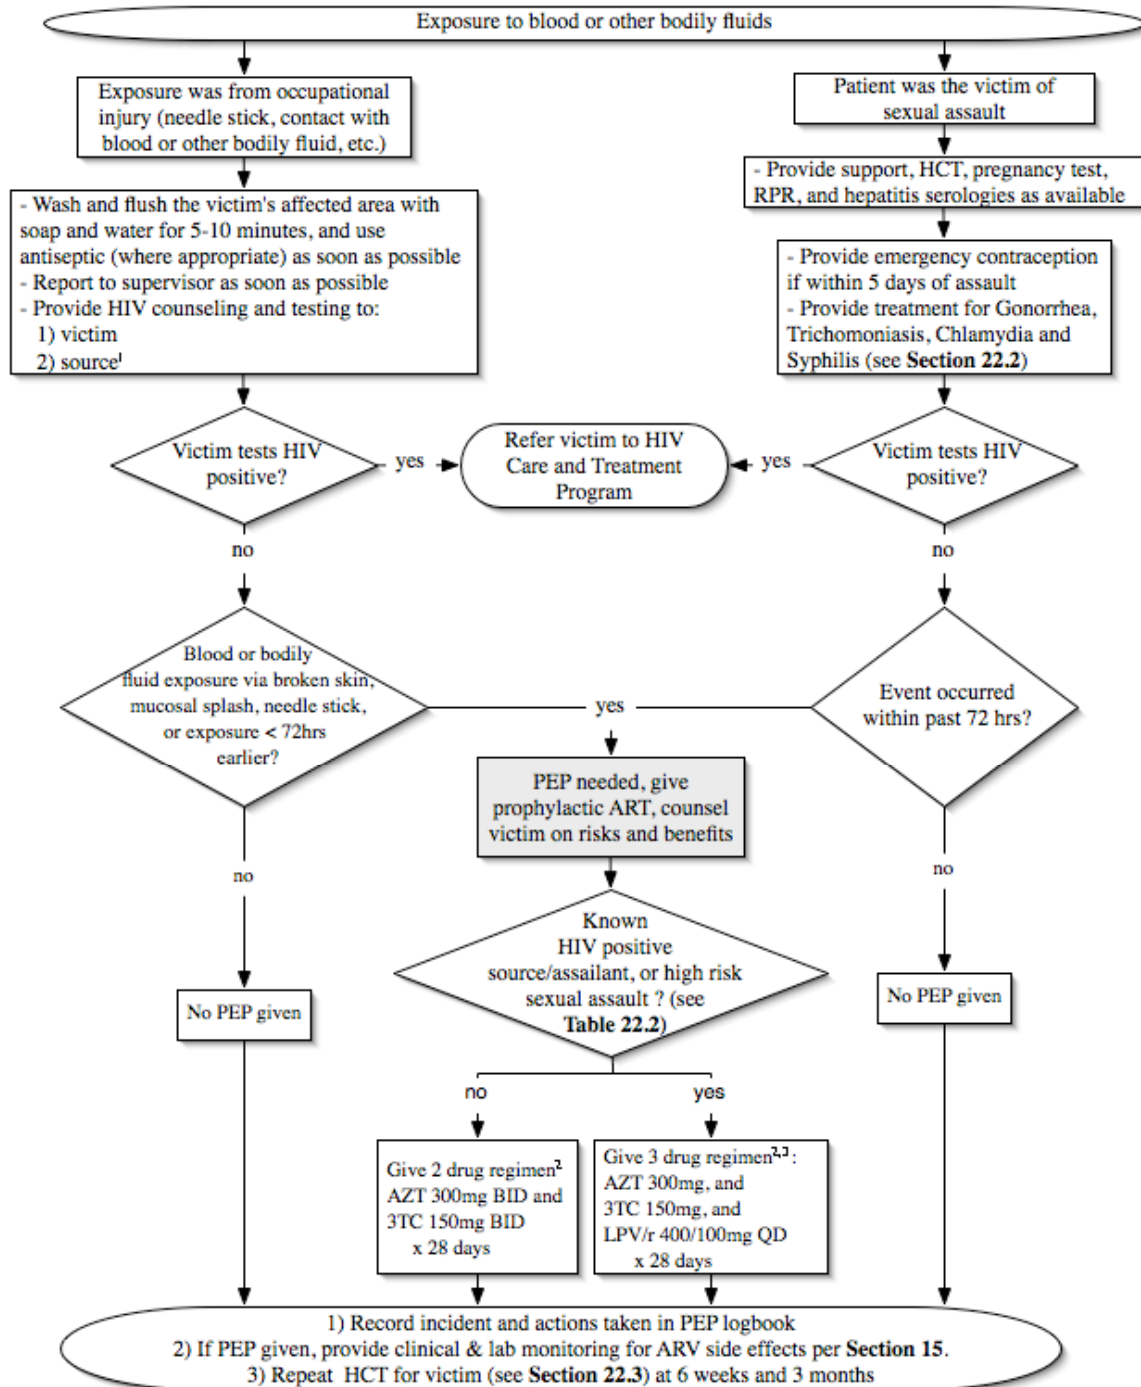 Exposure to blood or other bodily fluids
Exposure was from occupational
injury (needle stick, contact with
blood or other bodily fluid, etc.)
Patient was the victim of
sexual assault
- Provide support, HCT, pregnancy test,
RPR, and hepatitis serologies as available
- Wash and flush the victim's affected area with
soap and water for 5-10 minutes, and use
antiseptic (where appropriate) as soon as possible
- Report to supervisor as soon as possible
- Provide HIV counseling and testing to:
1) victim
2) source¹
- Provide emergency contraception
if within 5 days of assault
- Provide treatment for Gonorrhea,
Trichomoniasis, Chlamydia and
Syphilis (see Section 22.2)
Victim tests HIV
positive?
yes
Refer victim to HIV
Care and Treatment
Program
yes
Victim tests HIV
positive?
no
no
Blood or bodily
fluid exposure via broken skin,
mucosal splash, needle stick,
or exposure < 72hrs
earlier?
yes
Event occurred
within past 72 hrs?
PEP needed, give
prophylactic ART, counsel
victim on risks and benefits
no
no
Known
HIV positive
source/assailant, or high risk
sexual assault ? (see
Table 22.2)
No PEP given
No PEP given
no
yes
Give 2 drug regimen²
AZT 300mg BID and
3TC 150mg BID
x 28 days
Give 3 drug regimen²,³:
AZT 300mg, and
3TC 150mg, and
LPV/r 400/100mg QD
x 28 days
1) Record incident and actions taken in PEP logbook
2) If PEP given, provide clinical & lab monitoring for ARV side effects per Section 15.
3) Repeat HCT for victim (see Section 22.3) at 6 weeks and 3 months